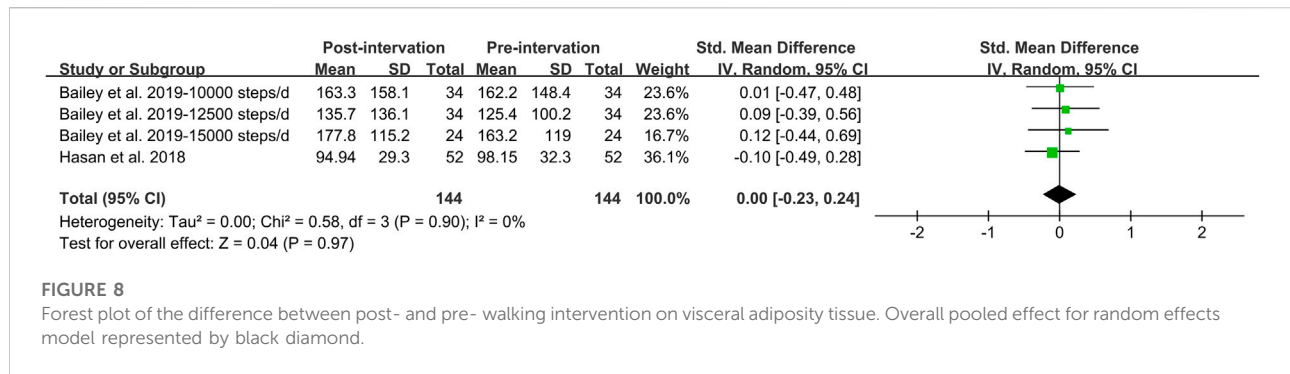 Post-intervation Pre-intervation Std. Mean Difference Std. Mean Difference
Study or Subgroup Mean SD Total Mean SD Total Weight IV, Random, 95% CI IV, Random, 95% CI
Bailey et al. 2019-10000 steps/d 163.3 158.1 34 162.2 148.4 34 23.6% 0.01 [-0.47, 0.48]
Bailey et al. 2019-12500 steps/d 135.7 136.1 34 125.4 100.2 34 23.6% 0.09 [-0.39, 0.56]
Bailey et al. 2019-15000 steps/d 177.8 115.2 24 163.2 119 24 16.7% 0.12 [-0.44, 0.69]
Hasan et al. 2018 94.94 29.3 52 98.15 32.3 52 36.1% -0.10 [-0.49, 0.28]
Total (95% CI) 144 144 100.0% 0.00 [-0.23, 0.24]
Heterogeneity: Tau² = 0.00; Chi² = 0.58, df = 3 (P = 0.90); I² = 0%
Test for overall effect: Z = 0.04 (P = 0.97)
-2 -1 0 1 2
FIGURE 8
Forest plot of the difference between post- and pre- walking intervention on visceral adiposity tissue. Overall pooled effect for random effects
model represented by black diamond.